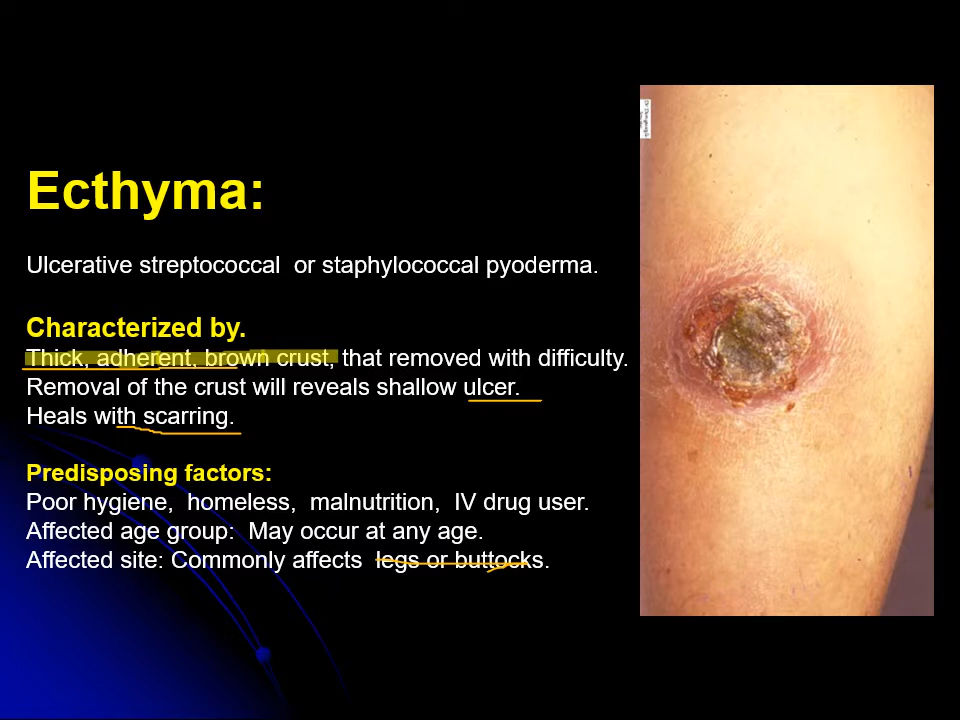 Ecthyma:
Ulcerative streptococcal or staphylococcal pyoderma.
Characterized by.
Thick, adherent, brown crust, that removed with difficulty.
Removal of the crust will reveals shallow ulcer.
Heals with scarring.
Predisposing factors:
Poor hygiene, homeless, malnutrition, IV drug user.
Affected age group: May occur at any age.
Affected site: Commonly affects legs or buttocks.